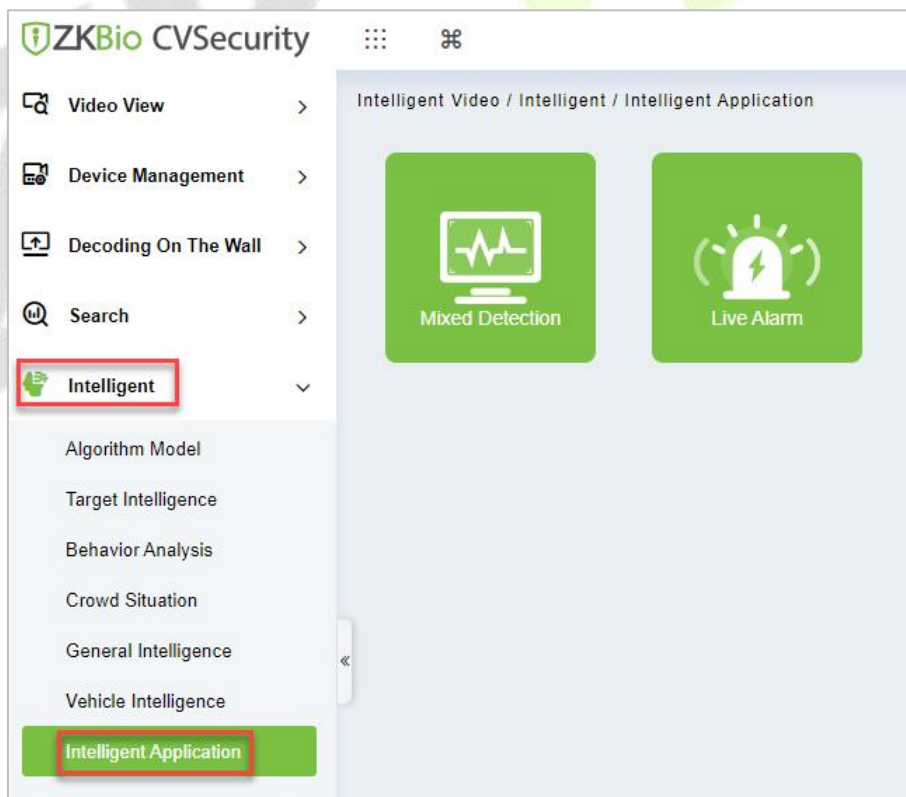 ZKBio CVSecurity
Video View
Device Management
Decoding On The Wall
Search
Intelligent
Algorithm Model
Target Intelligence
Behavior Analysis
Crowd Situation
General Intelligence
Vehicle Intelligence
Intelligent Application
Intelligent Video / Intelligent / Intelligent Application
Mixed Detection
Live Alarm